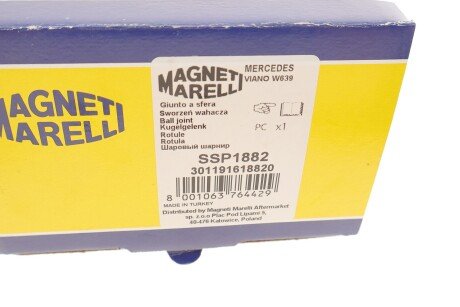 MAGNETI
MARELLI
MAGNETI
MARELLI
MERCEDES
VIANO W639
Giunto a sfera
Sworzeń wahacza
Ball joint
Kugelgelenk
Rotule
Rotula
Шаровый шарнир
PC x1
SSP1882
301191618820
8 001063 764429
MADE IN TURKEY
Distributed by Magneti Marelli Aftermarket
sp. z.o.o Plac Pod Lipami 5,
40-476 Katowice, Poland